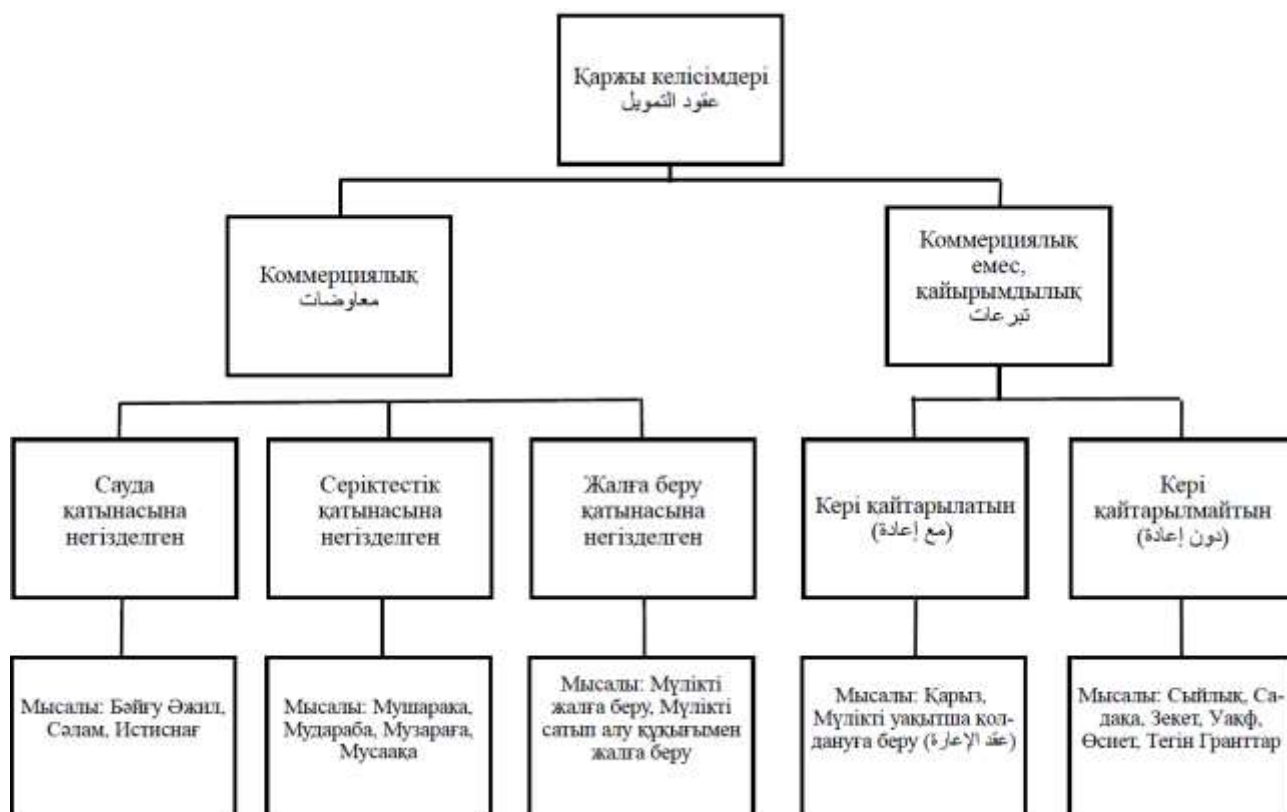 Қаржы келісімдері
عقود التمويل
Коммерциялық
معاوضات
Коммерциялық
емес,
қайырымдылық
تبرعات
Сауда
қатынасына
негізделген
Серіктестік
қатынасына
негізделген
Жалға беру
қатынасына
негізделген
Кері қайтарылатын
(مع إعادة)
Кері
қайтарылмайтын
(دون إعادة)
Мысалы: Бәйғу Әжил,
Сәлам, Истиснағ
Мысалы: Мушарака,
Мудараба, Музараға,
Мусаақа
Мысалы: Мүлікті
жалға беру, Мүлікті
сатып алу құқығымен
жалға беру
Мысалы: Қарыз,
Мүлікті уақытша қол-
дануға беру (عقد الإعارة)
Мысалы: Сыйлық, Са-
дақа, Зекет, Уақф,
Өсиет, Тегін Гранттар